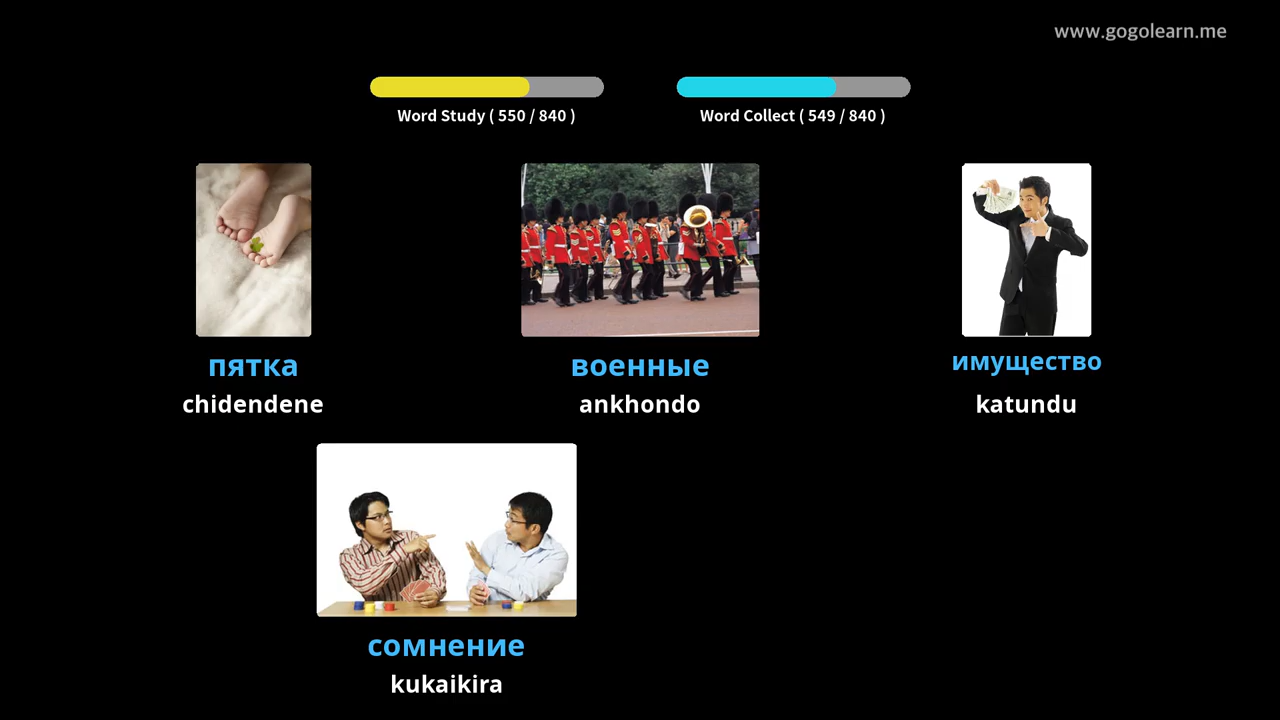 www.gogolearn.me
Word Study ( 550 / 840 )
Word Collect ( 549 / 840 )
пятка
chidendene
военные
ankhondo
имущество
katundu
сомнение
kukaikira